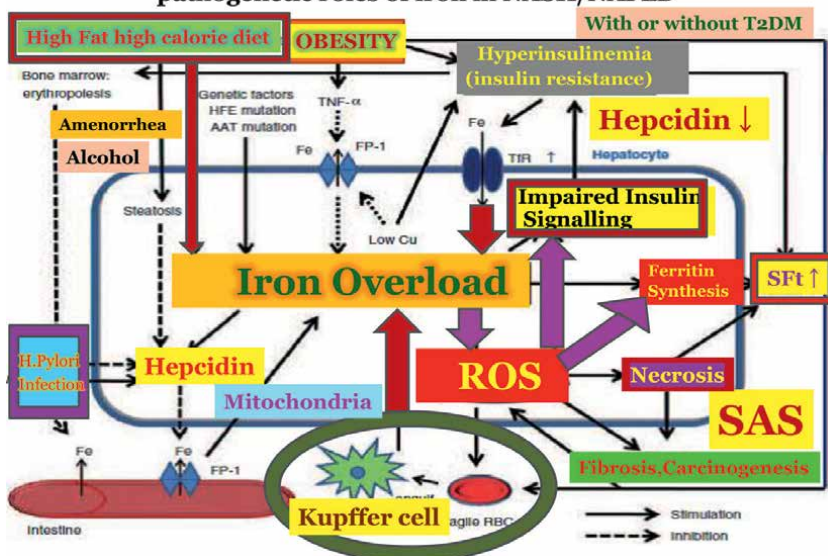 pathogenetic roles of iron in NASH/NAFLD
With or without T2DM
High Fat high caloric diet
OBESITY
Hyperinsulinemia
(insulin resistance)
Bone marrow:
erythropolesis
Genetic factors
HFE mutation
AAT mutation
TNF-α
Fe
Hepcidin ↓
Amenorrhea
Alcohol
Fe
FP-1
TfR ↑
Hepatocyte
Impaired Insulin
Signalling
Steatosis
Low Cu
Iron Overload
Ferritin
Synthesis
SFt ↑
H.Pylori
Infection
Hepcidin
ROS
Necrosis
Mitochondria
SAS
Fe
Fe
FP-1
Fibrosis,Carcinogenesis
Kupffer cell
agile RBC
Intestine
Stimulation
Inhibition